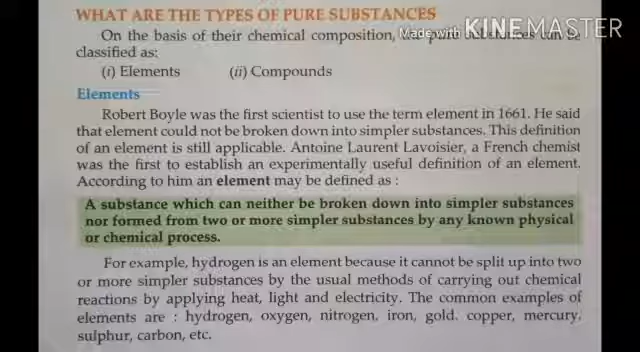 WHAT ARE THE TYPES OF PURE SUBSTANCES
Made with KINEMASTER
On the basis of their chemical composition, can be
classified as:
(i) Elements (ii) Compounds
Elements
Robert Boyle was the first scientist to use the term element in 1661. He said
that element could not be broken down into simpler substances. This definition
of an element is still applicable. Antoine Laurent Lavoisier, a French chemist
was the first to establish an experimentally useful definition of an element.
According to him an element may be defined as :
A substance which can neither be broken down into simpler substances
nor formed from two or more simpler substances by any known physical
or chemical process.
For example, hydrogen is an element because it cannot be split up into two
or more simpler substances by the usual methods of carrying out chemical
reactions by applying heat, light and electricity. The common examples of
elements are : hydrogen, oxygen, nitrogen, iron, gold, copper, mercury,
sulphur, carbon, etc.